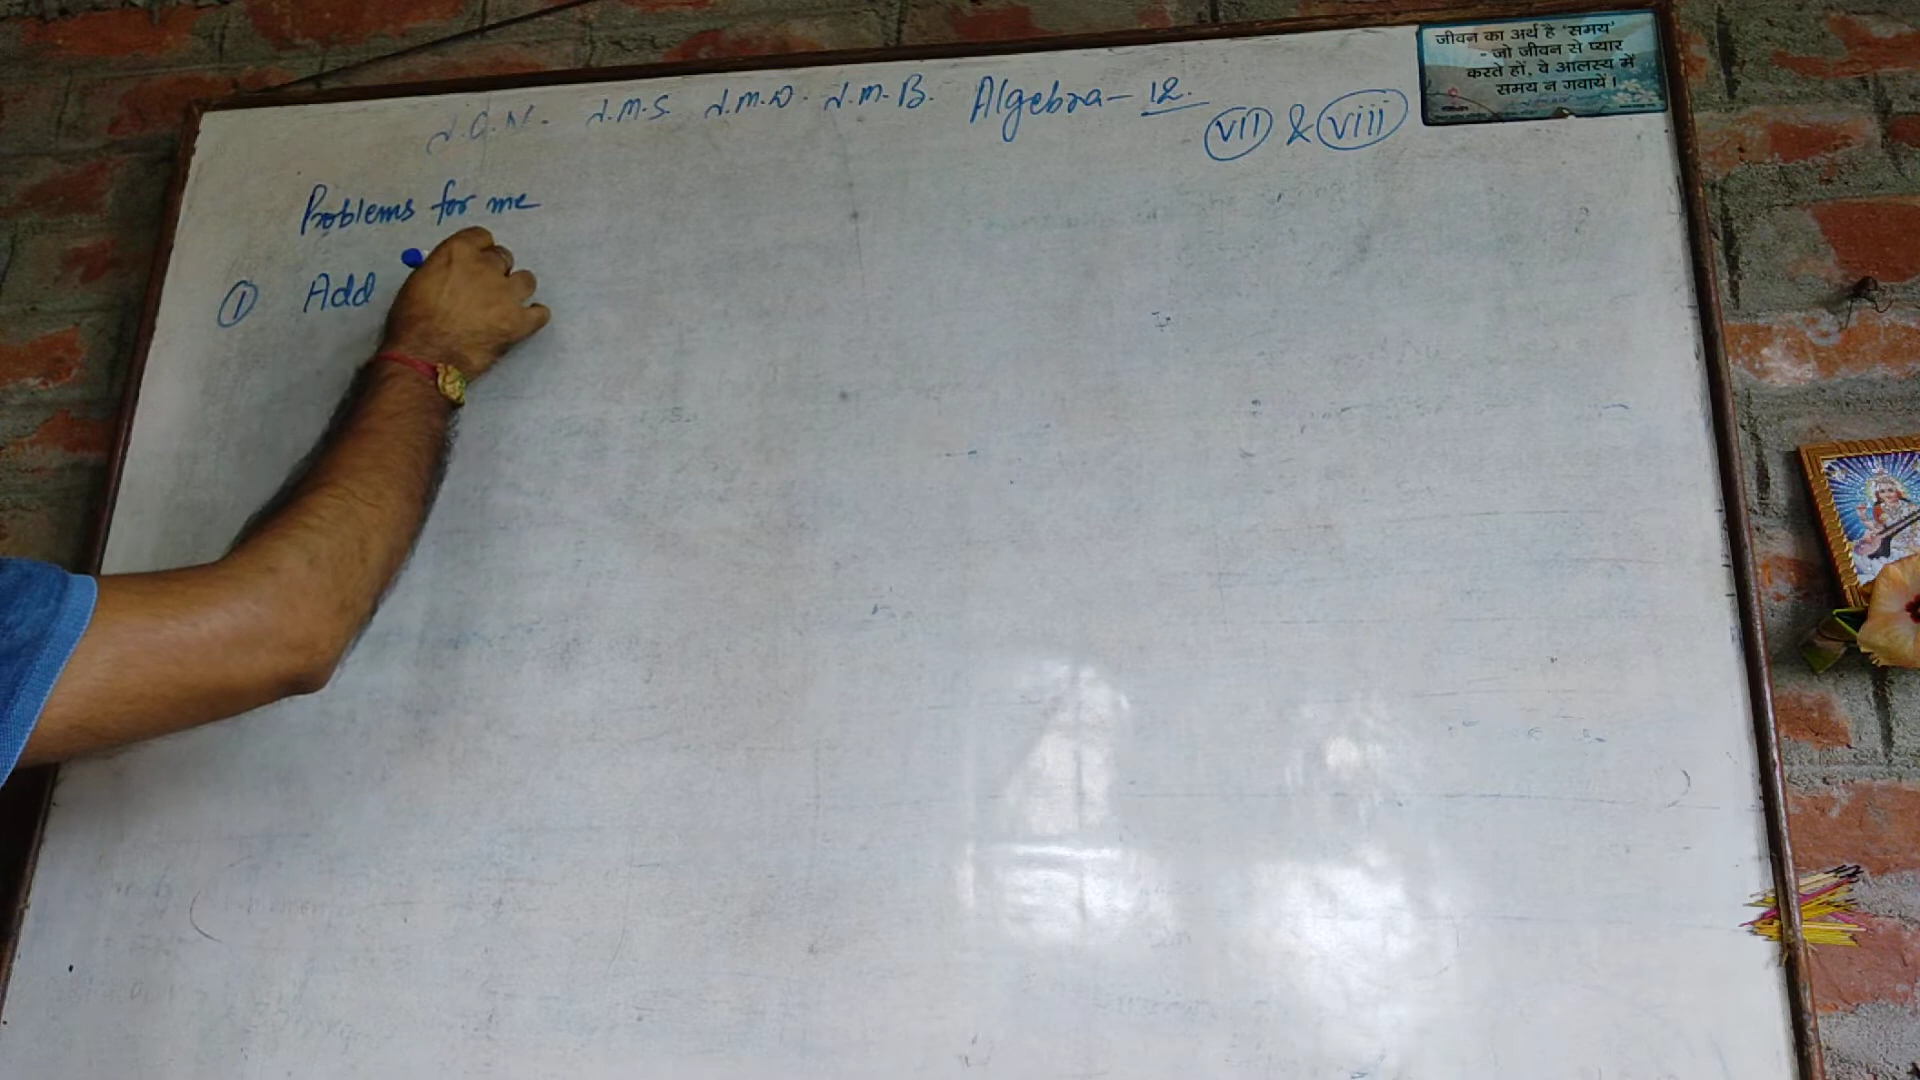 J.G.N. J.M.S. J.M.D. J.M.B. Algebra - 12.
VII & VIII
जीवन का अर्थ है 'समय'
- जो जीवन से प्यार
करते हों, वे आलस्य में
समय न गवायें।
Problems for me
① Add